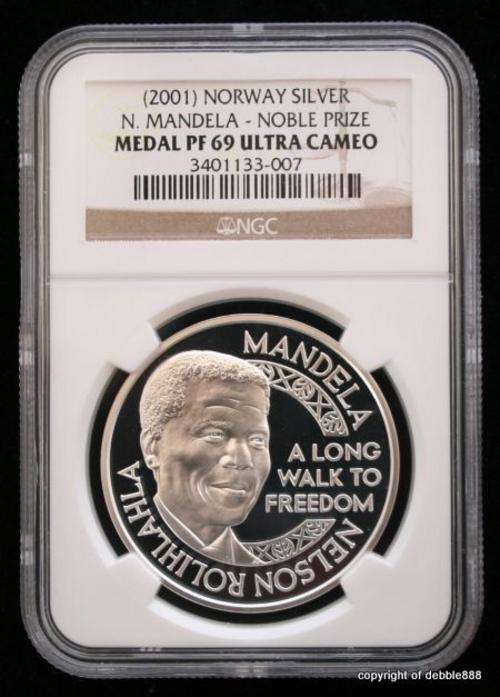 (2001) NORWAY SILVER
N. MANDELA - NOBLE PRIZE
MEDAL PF 69 ULTRA CAMEO
3401133-007
NGC
NELSON ROLIHLAHLA
MANDELA
A LONG
WALK TO
FREEDOM
copyright of debble888